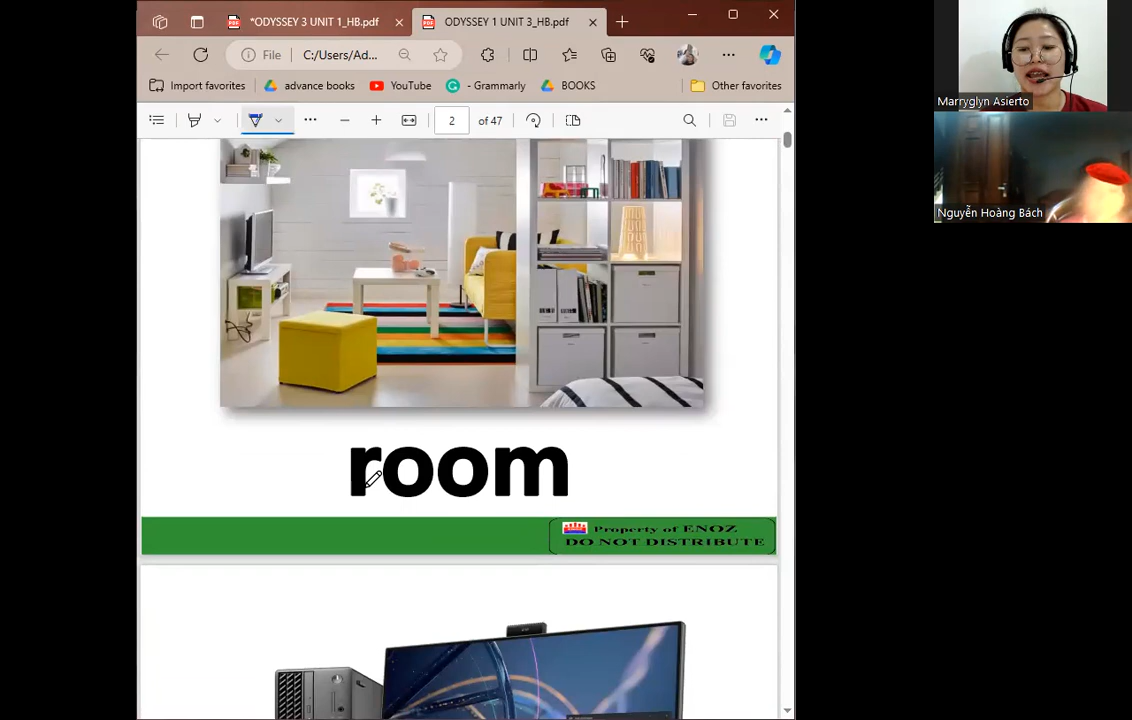 *ODYSSEY 3 UNIT 1_HB.pdf
ODYSSEY 1 UNIT 3_HB.pdf
File
C:/Users/Ad...
Import favorites
advance books
YouTube
- Grammarly
BOOKS
Other favorites
2 of 47
room
Property of ENOZ
DO NOT DISTRIBUTE
Marryglyn Asierto
Nguyễn Hoàng Bách